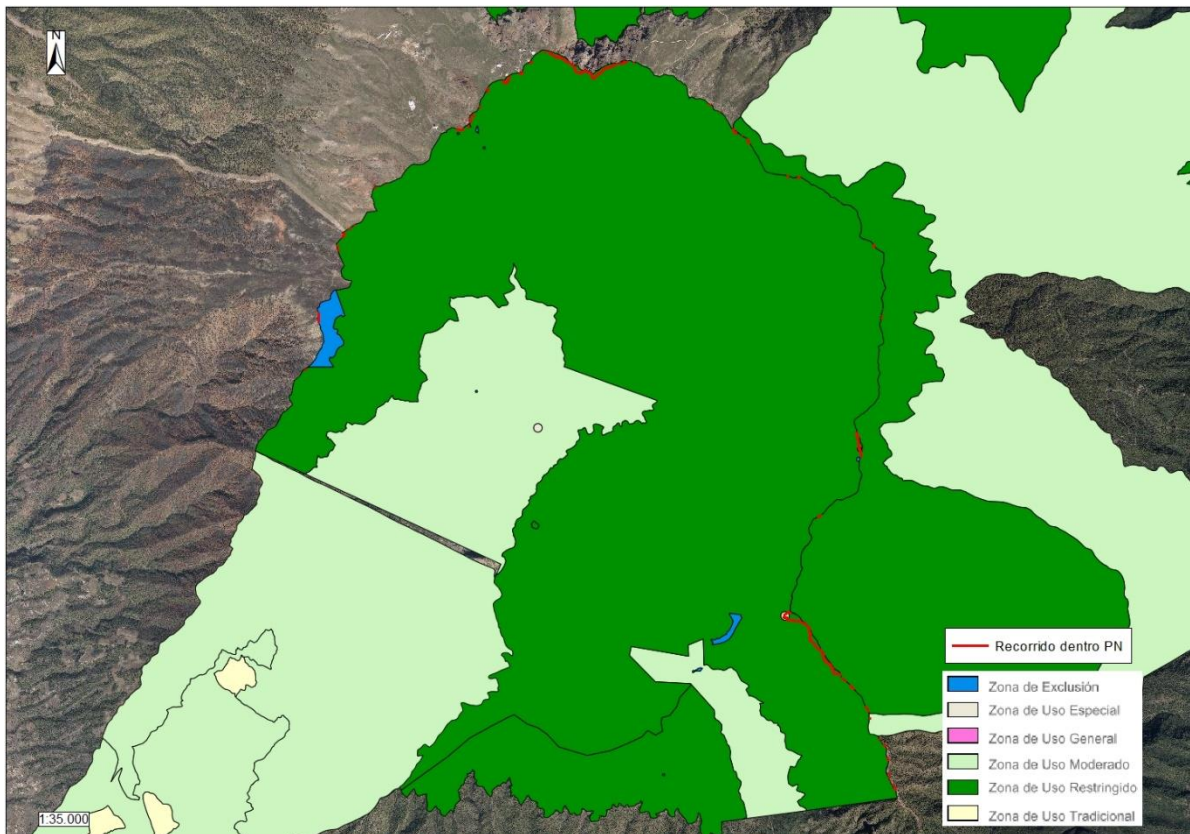 N
Recorrido dentro PN
Zona de Exclusión
Zona de Uso Especial
Zona de Uso General
Zona de Uso Moderado
Zona de Uso Restringido
Zona de Uso Tradicional
1:35.000